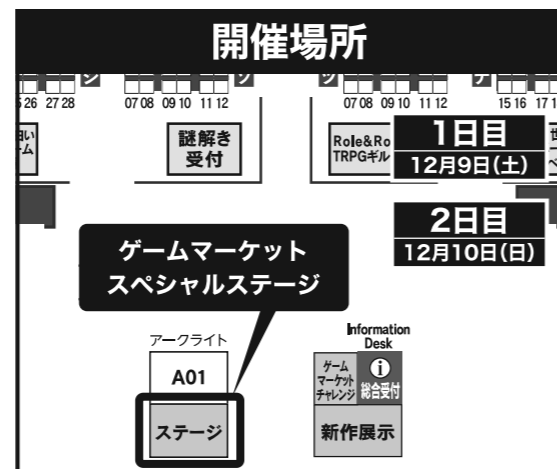 開催場所
ジ
ソ
ツ
テ
26 27 28
07 08 09 10 11 12
07 08 09 10 11 12
15 16 17
謎解き
受付
Role&Ro
TRPGギル
1日目
12月9日(土)
2日目
12月10日(日)
ゲームマーケット
スペシャルステージ
アークライト
A01
ステージ
Information
Desk
ゲーム
マーケット
チャレンジ
i
総合受付
新作展示